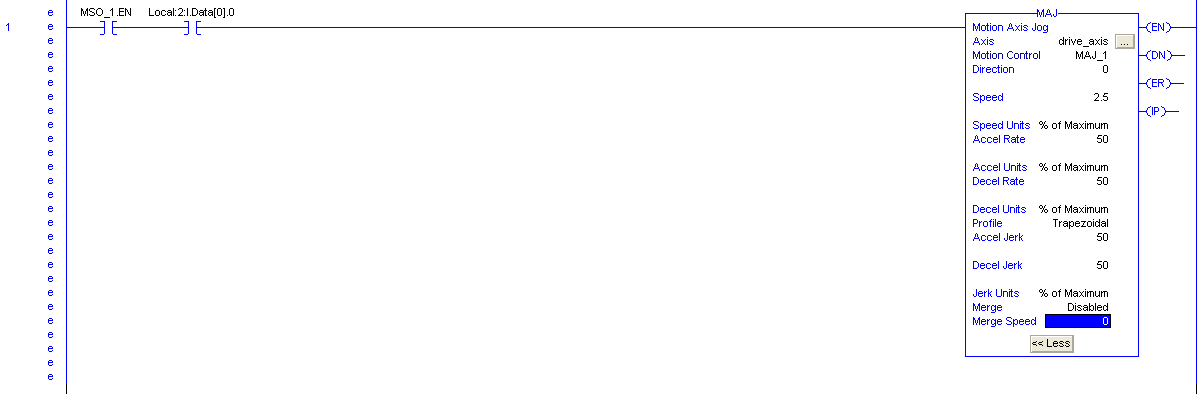 e
MSO_1.EN Local:2:I.Data[0].0 MAJ
1 e Motion Axis Jog (EN)
e Axis drive_axis ...
e Motion Control MAJ_1 (DN)
e Direction 0
e (ER)
e Speed 2.5
e (IP)
e Speed Units % of Maximum
e Accel Rate 50
e
e Accel Units % of Maximum
e Decel Rate 50
e
e Decel Units % of Maximum
e Profile Trapezoidal
e Accel Jerk 50
e
e Decel Jerk 50
e
e Jerk Units % of Maximum
e Merge Disabled
e Merge Speed 0
e
e << Less
e
e